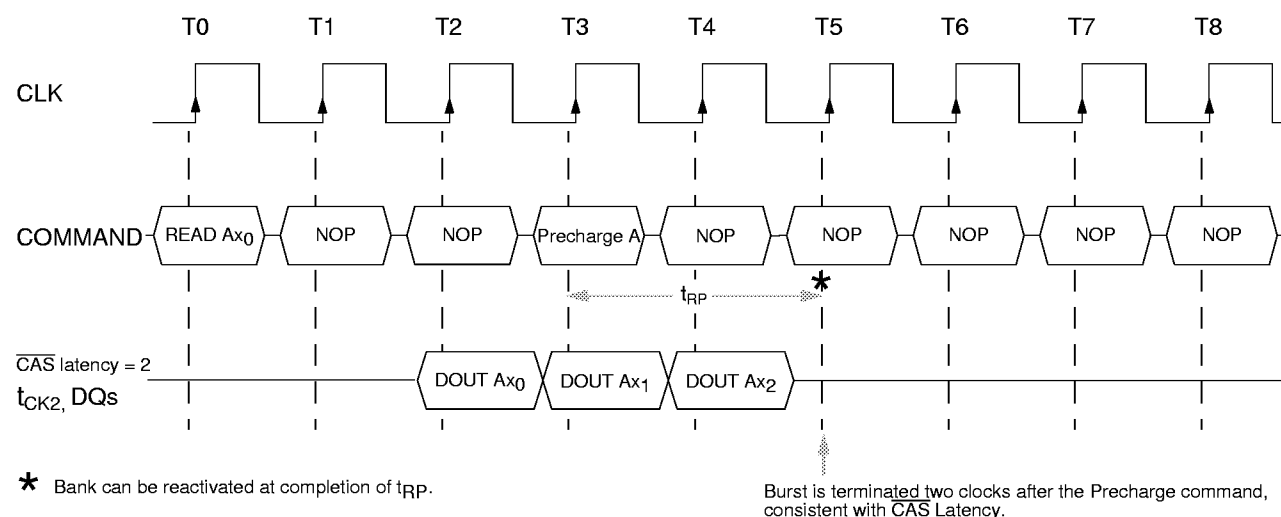 T0 T1 T2 T3 T4 T5 T6 T7 T8
CLK
COMMAND READ Ax0 NOP NOP Precharge A NOP NOP NOP NOP NOP
*
tRP
CAS latency = 2
tCK2, DQs
DOUT Ax0 DOUT Ax1 DOUT Ax2
* Bank can be reactivated at completion of tRP.
Burst is terminated two clocks after the Precharge command,
consistent with CAS Latency.